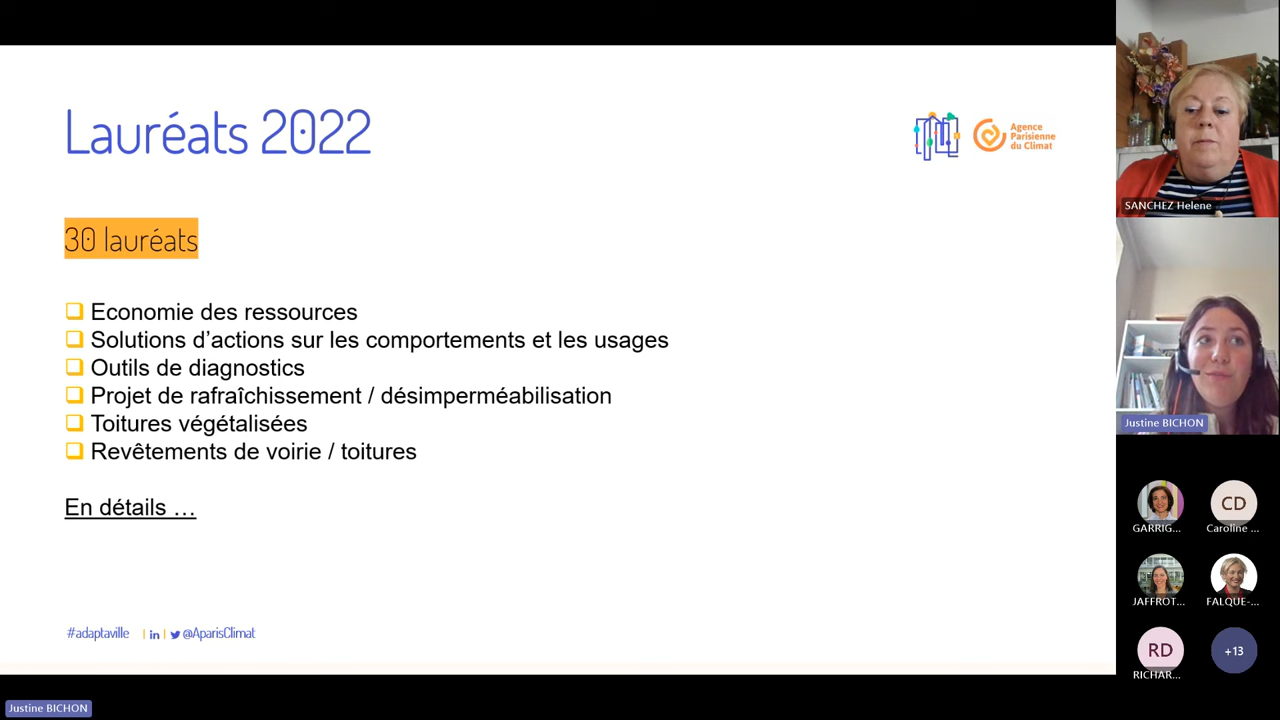 Lauréats 2022
Agence
Parisienne
du Climat
30 lauréats
Economie des ressources
Solutions d’actions sur les comportements et les usages
Outils de diagnostics
Projet de rafraîchissement / désimperméabilisation
Toitures végétalisées
Revêtements de voirie / toitures
En détails …
#adaptaville | in | @AparisClimat
SANCHEZ Helene
Justine BICHON
GARRIG...
CD
Caroline ...
JAFFROT...
FALQUE-...
RD
RICHAR...
+13
Justine BICHON